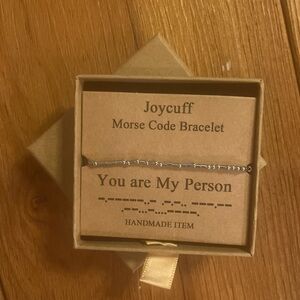 Joycuff
Morse Code Bracelet
You are My Person
HANDMADE ITEM